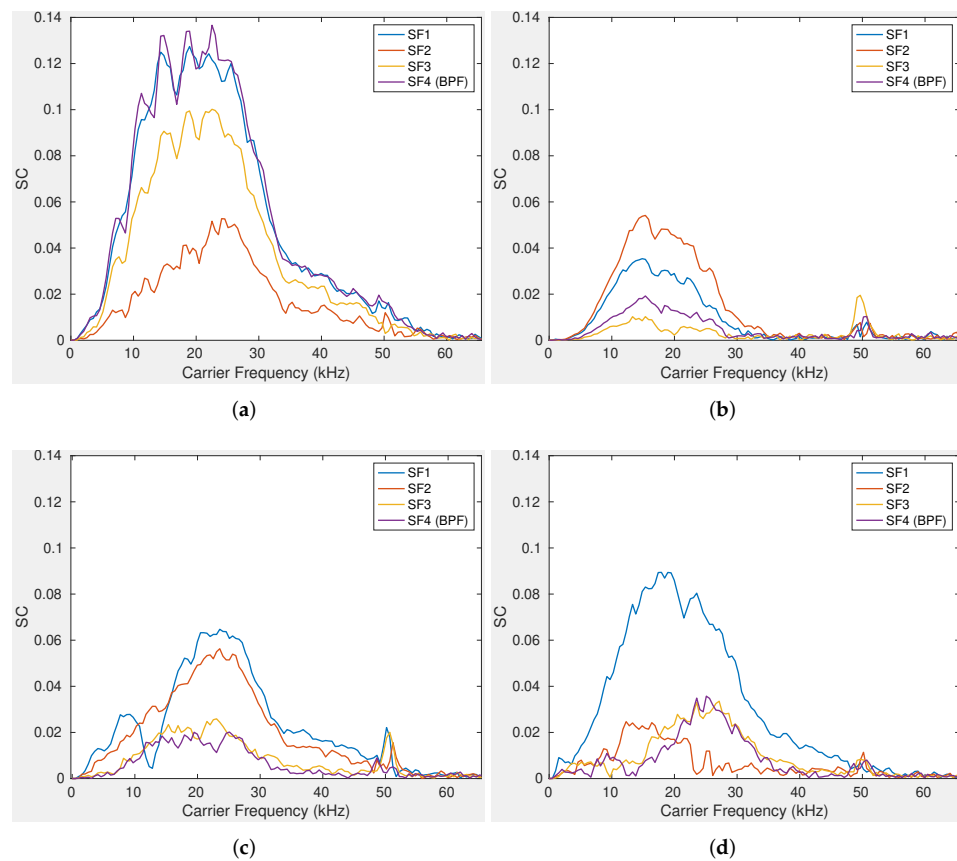 0.14
0.12
0.1
0.08
0.06
0.04
0.02
0
SC
0 10 20 30 40 50 60
Carrier Frequency (kHz)
SF1
SF2
SF3
SF4 (BPF)
(a)
0.14
0.12
0.1
0.08
0.06
0.04
0.02
0
SC
0 10 20 30 40 50 60
Carrier Frequency (kHz)
SF1
SF2
SF3
SF4 (BPF)
(b)
0.14
0.12
0.1
0.08
0.06
0.04
0.02
0
SC
0 10 20 30 40 50 60
Carrier Frequency (kHz)
SF1
SF2
SF3
SF4 (BPF)
(c)
0.14
0.12
0.1
0.08
0.06
0.04
0.02
0
SC
0 10 20 30 40 50 60
Carrier Frequency (kHz)
SF1
SF2
SF3
SF4 (BPF)
(d)